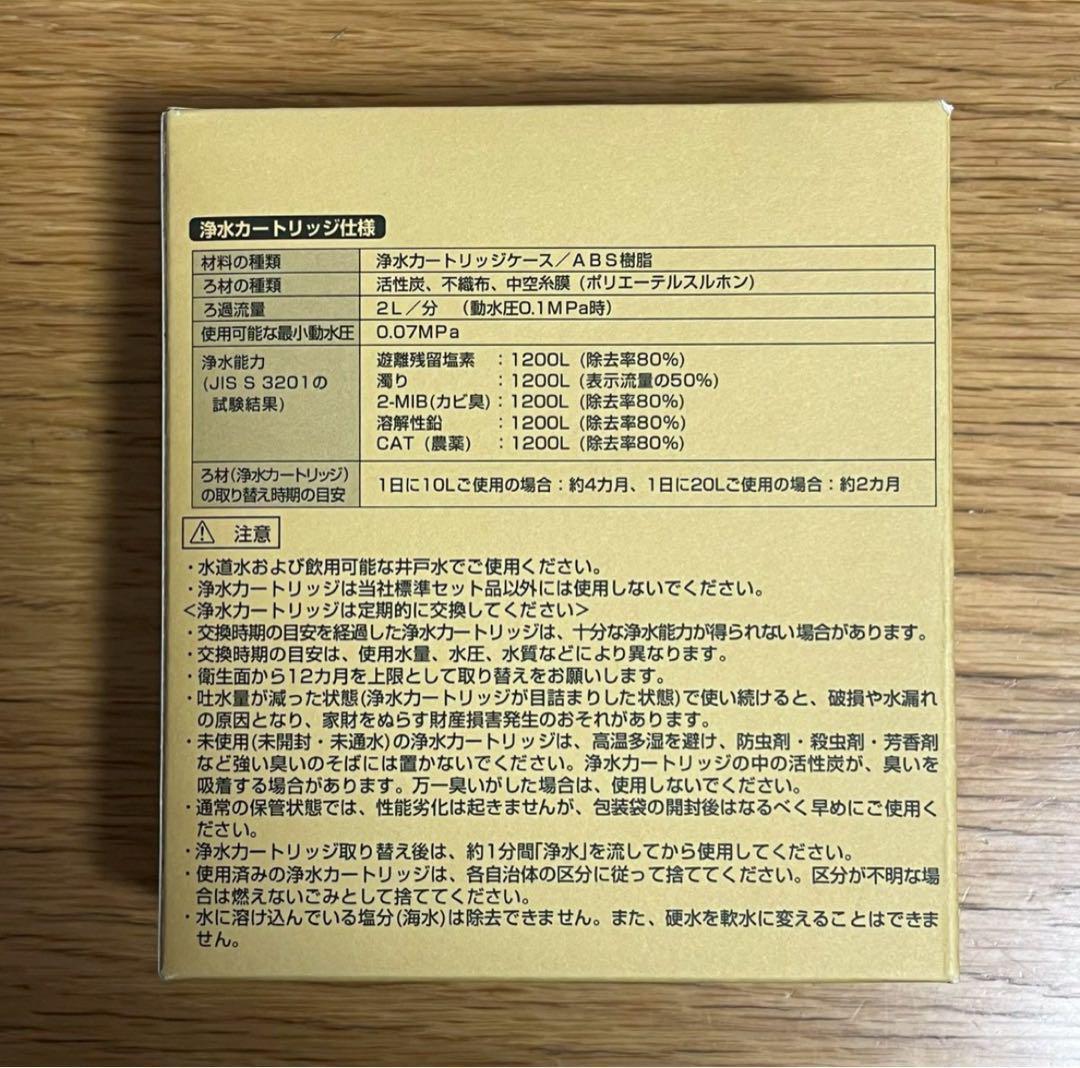 浄水カートリッジ仕様
材料の種類 浄水カートリッジケース／ABS樹脂
ろ材の種類 活性炭、不織布、中空糸膜（ポリエーテルスルホン）
ろ過流量 2L／分 （動水圧0.1MPa時）
使用可能な最小動水圧 0.07MPa
浄水能力 遊離残留塩素 ：1200L（除去率80%）
(JIS S 3201の 濁り ：1200L（表示流量の50%）
試験結果) 2-MIB(カビ臭)：1200L（除去率80%）
溶解性鉛 ：1200L（除去率80%）
CAT（農薬） ：1200L（除去率80%）
ろ材(浄水カートリッジ)
の取り替え時期の目安 1日に10Lご使用の場合：約4カ月、1日に20Lご使用の場合：約2カ月
⚠ 注意
・水道水および飲用可能な井戸水でご使用ください。
・浄水カートリッジは当社標準セット品以外には使用しないでください。
＜浄水カートリッジは定期的に交換してください＞
・交換時期の目安を経過した浄水カートリッジは、十分な浄水能力が得られない場合があります。
・交換時期の目安は、使用水量、水圧、水質などにより異なります。
・衛生面から12カ月を上限として取り替えをお願いします。
・吐水量が減った状態(浄水カートリッジが目詰まりした状態)で使い続けると、破損や水漏れ
の原因となり、家財をぬらす財産損害発生のおそれがあります。
・未使用(未開封・未通水)の浄水カートリッジは、高温多湿を避け、防虫剤・殺虫剤・芳香剤
など強い臭いのそばには置かないでください。浄水カートリッジの中の活性炭が、臭いを
吸着する場合があります。万一臭いがした場合は、使用しないでください。
・通常の保管状態では、性能劣化は起きませんが、包装袋の開封後はなるべく早めにご使用く
ださい。
・浄水カートリッジ取り替え後は、約1分間「浄水」を流してから使用してください。
・使用済みの浄水カートリッジは、各自治体の区分に従って捨ててください。区分が不明な場
合は燃えないごみとして捨ててください。
・水に溶け込んでいる塩分(海水)は除去できません。また、硬水を軟水に変えることはできま
せん。